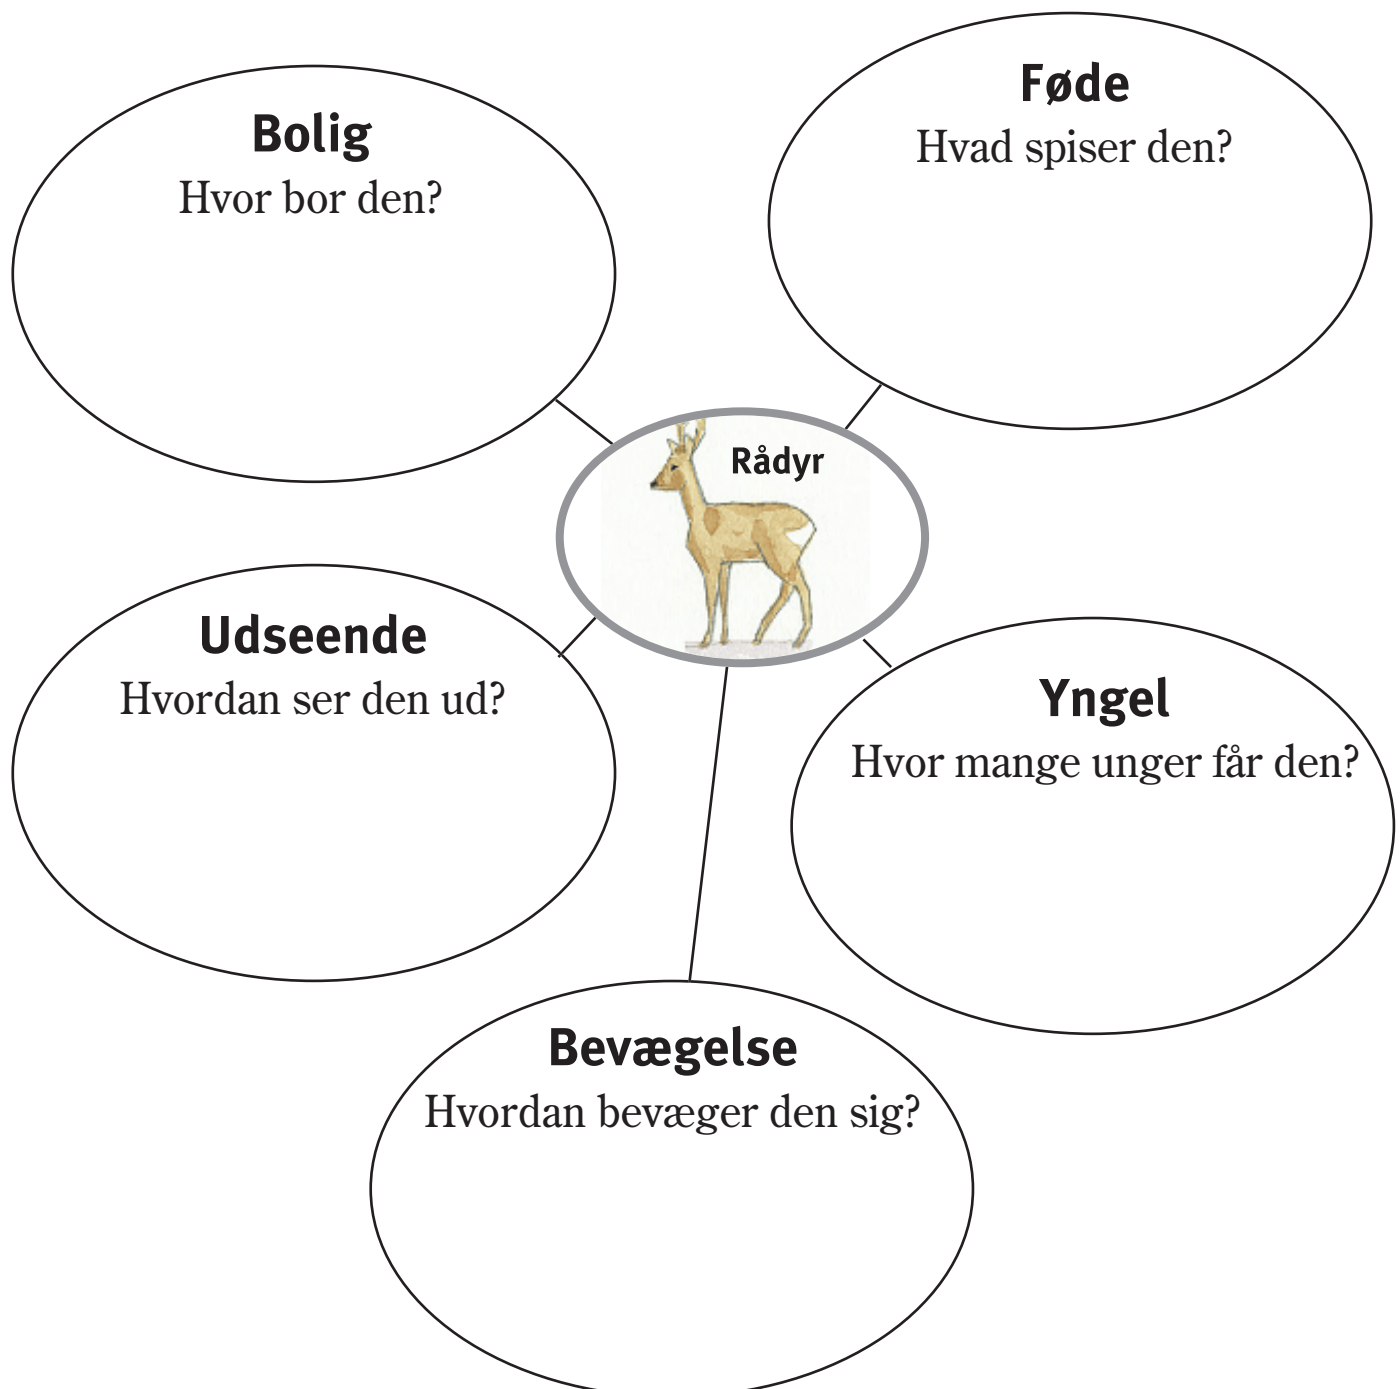 Bolig
Hvor bor den?
Føde
Hvad spiser den?
Rådyr
Udseende
Hvordan ser den ud?
Yngel
Hvor mange unger får den?
Bevægelse
Hvordan bevæger den sig?